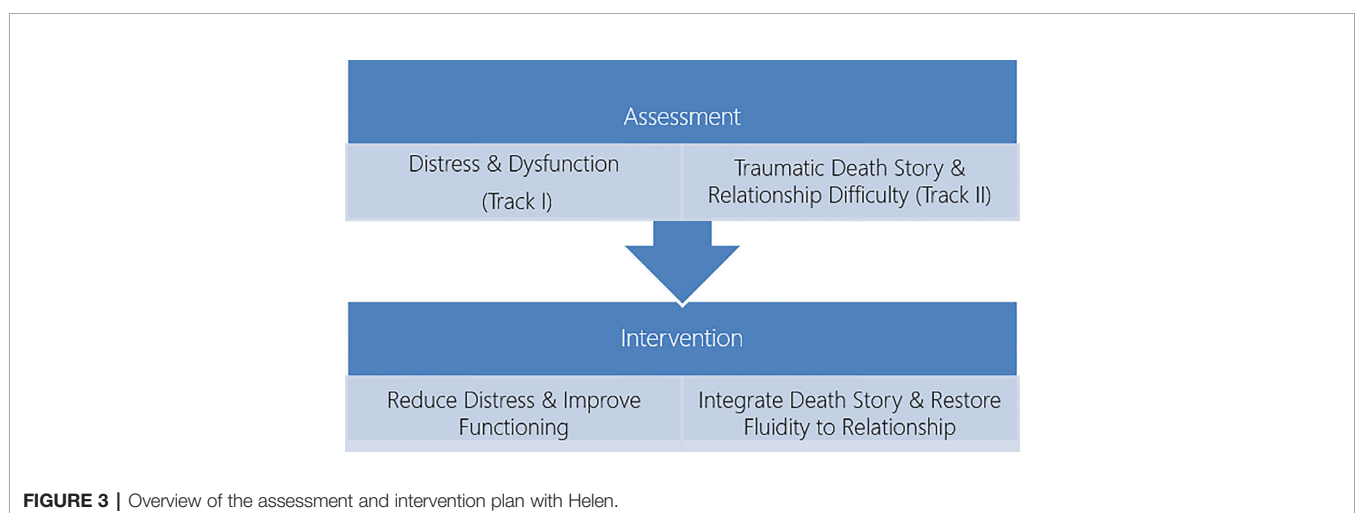 Assessment
Distress & Dysfunction
(Track I)
Traumatic Death Story &
Relationship Difficulty (Track II)
Intervention
Reduce Distress & Improve
Functioning
Integrate Death Story & Restore
Fluidity to Relationship
FIGURE 3 | Overview of the assessment and intervention plan with Helen.